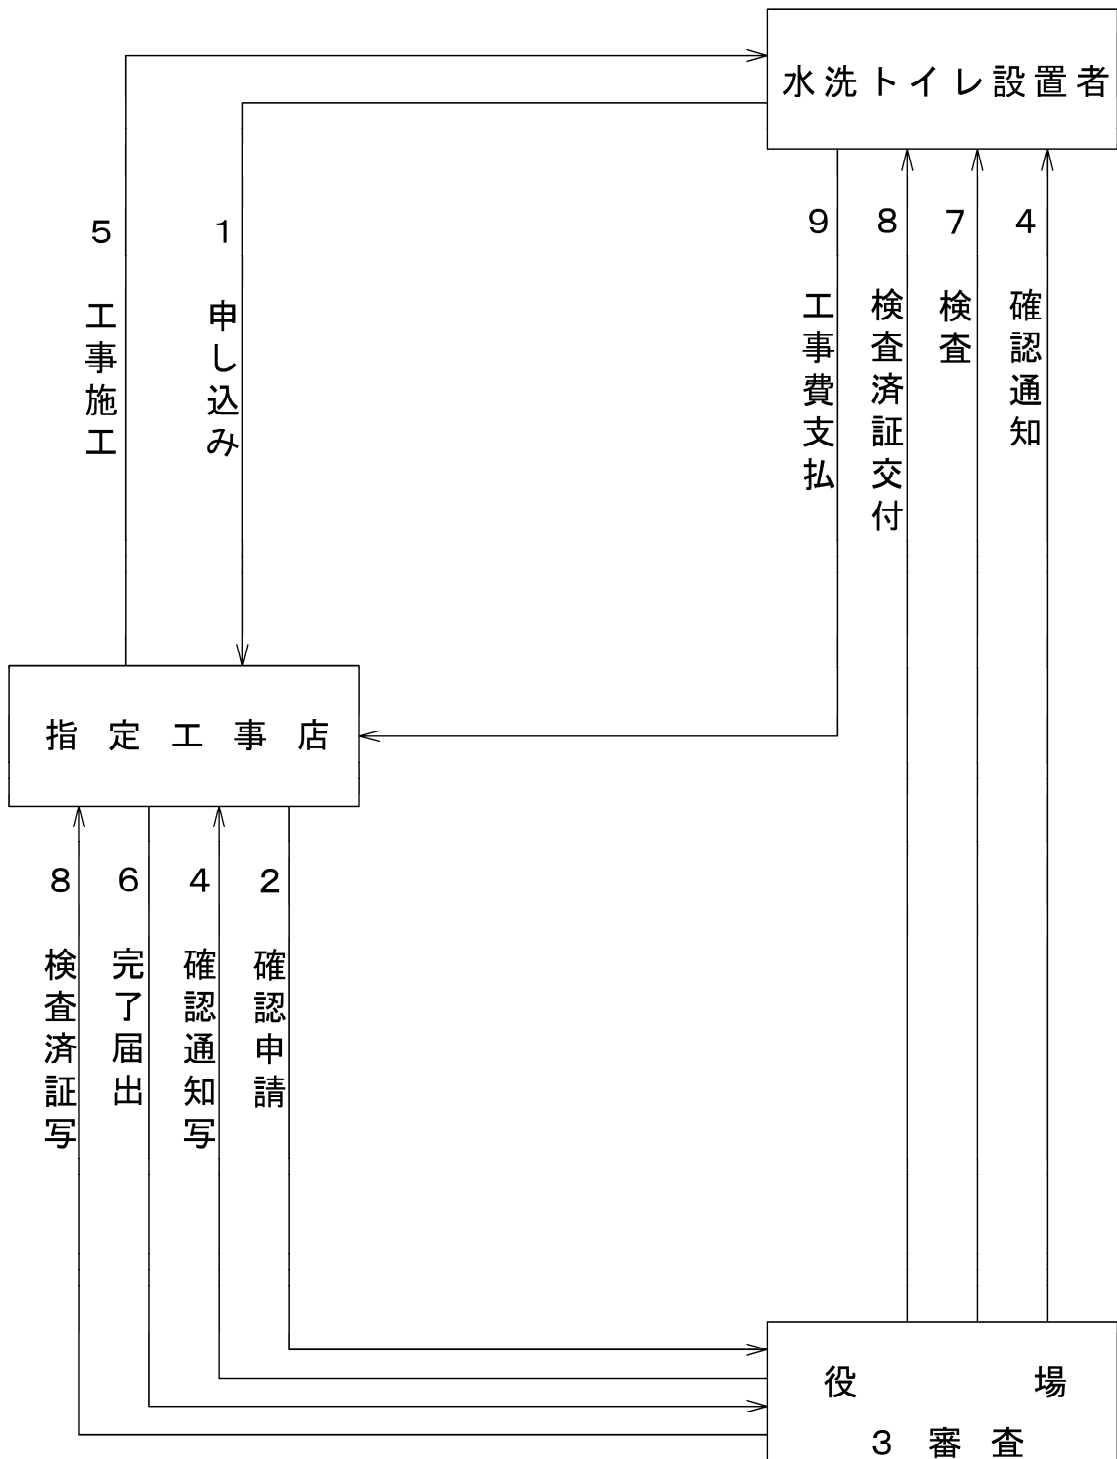 水洗トイレ設置者
5 工事施工
1 申し込み
9 工事費支払
8 検査済証交付
7 検査
4 確認通知
指定工事店
8 検査済証写
6 完了届出
4 確認通知写
2 確認申請
役場
3 審査